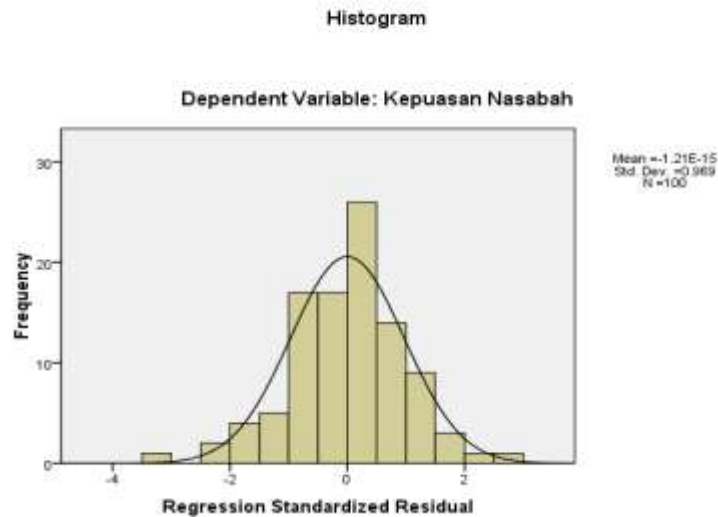 Histogram
Dependent Variable: Kepuasan Nasabah
Mean =-1.21E-15
Std. Dev. =0.969
N =100
30
20
10
0
Frequency
-4
-2
0
2
Regression Standardized Residual